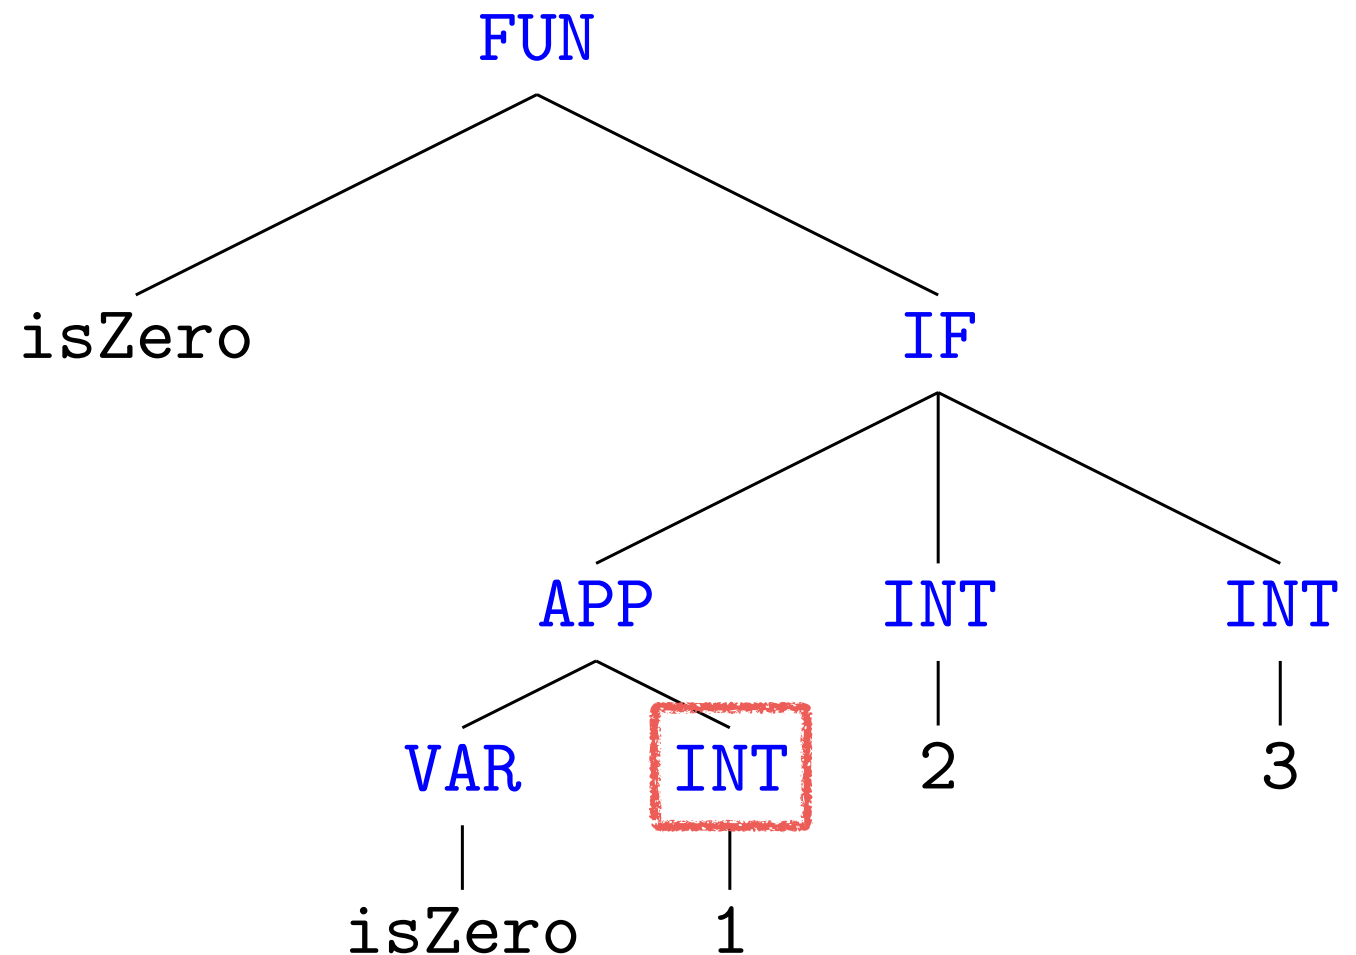 FUN
isZero IF
APP INT INT
VAR INT 2 3
isZero 1